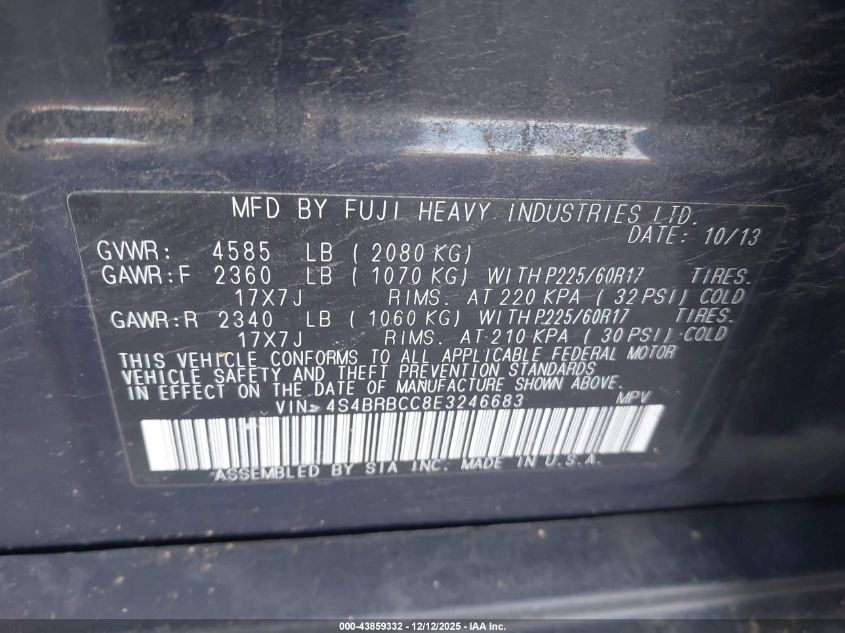 MFD BY FUJI HEAVY INDUSTRIES LTD.
DATE: 10/13
GVWR: 4585 LB ( 2080 KG)
GAWR:F 2360 LB ( 1070 KG) WITH P225/60R17 TIRES.
17X7J RIMS. AT 220 KPA ( 32 PSI) COLD
GAWR:R 2340 LB ( 1060 KG) WITH P225/60R17 TIRES.
17X7J RIMS. AT 210 KPA ( 30 PSI) COLD
THIS VEHICLE CONFORMS TO ALL APPLICABLE FEDERAL MOTOR
VEHICLE SAFETY AND THEFT PREVENTION STANDARDS
IN EFFECT ON THE DATE OF MANUFACTURE SHOWN ABOVE.
VIN: 4S4BRBCC8E3246683 MPV
ASSEMBLED BY SIA INC. MADE IN U.S.A.
000-43859332 - 12/12/2025 - IAA Inc.